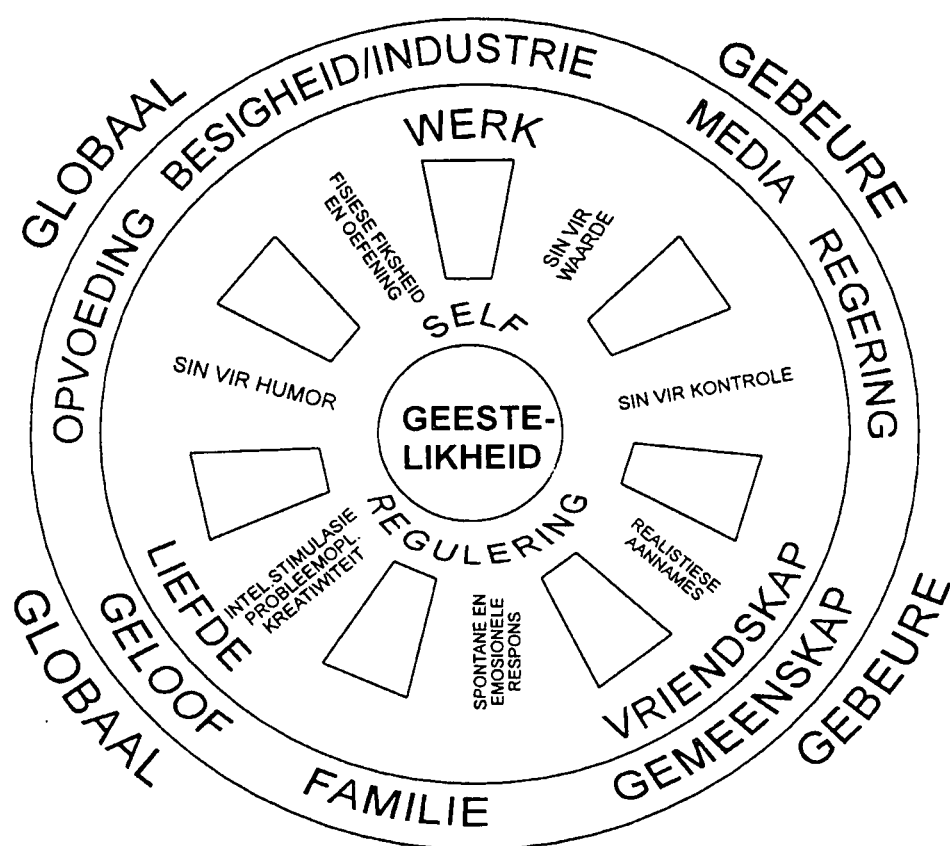 GLOBAAL
GEBEURE
BESIGHEID/INDUSTRIE
MEDIA
REGERING
OPVOEDING
WERK
FISIESE FIKSHEID
EN OEFENING
SIN VIR
WAARDE
SELF
SIN VIR HUMOR
SIN VIR KONTROLE
GEESTE-
LIKHEID
REGULERING
INTEL.STIMULASIE
PROBLEEMOPL.
KREATIWITEIT
SPONTANE EN
EMOSIONELE
RESPONS
REALISTIESE
AANNAMES
LIEFDE
VRIENDSKAP
GELOOF
FAMILIE
GEMEENSKAP
GLOBAAL
GEBEURE